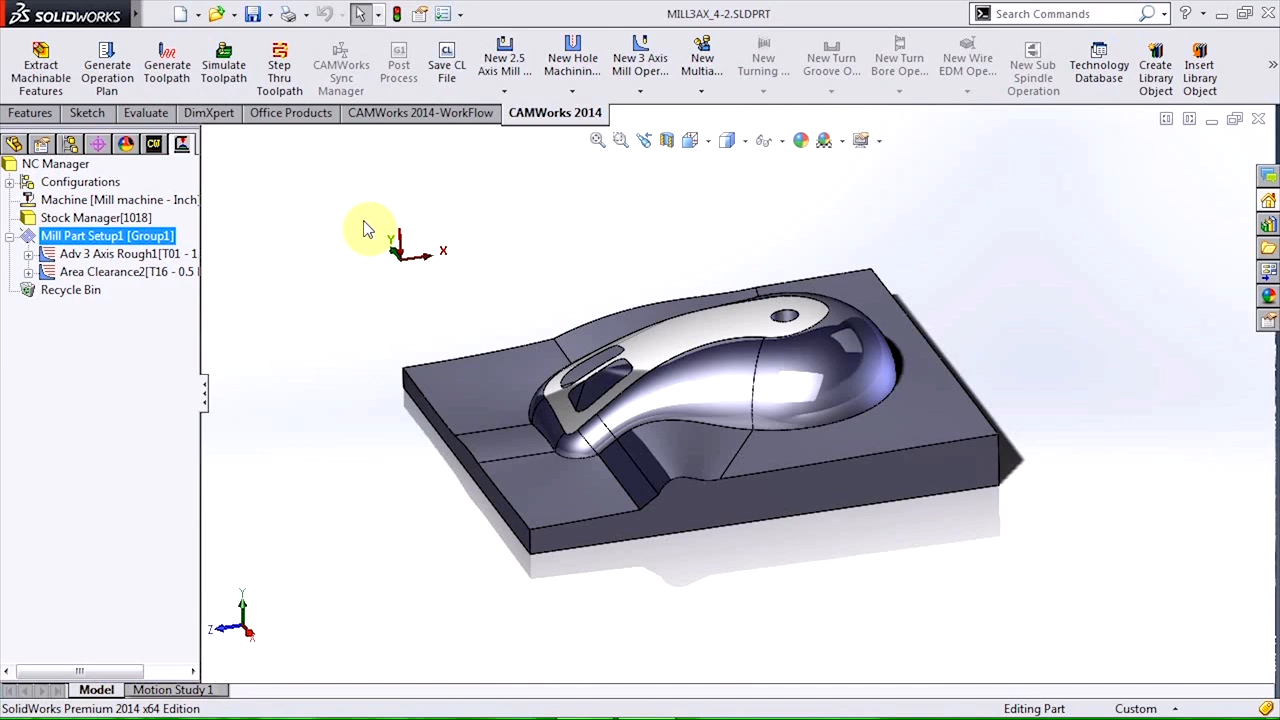 SOLIDWORKS
MILL3AX_4-2.SLDPRT
Search Commands
Extract Machinable Features
Generate Operation Plan
Generate Toolpath
Simulate Toolpath
Step Thru Toolpath
CAMWorks Sync Manager
G1
Post Process
CL
Save CL File
New 2.5 Axis Mill ...
New Hole Machinin...
New 3 Axis Mill Oper...
New Multia...
New Turning ...
New Turn Groove O...
New Turn Bore Ope...
New Wire EDM Ope...
New Sub Spindle Operation
Technology Database
Create Library Object
Insert Library Object
Features
Sketch
Evaluate
DimXpert
Office Products
CAMWorks 2014-WorkFlow
CAMWorks 2014
CW
NC Manager
Configurations
Machine [Mill machine - Inch]
Stock Manager[1018]
Mill Part Setup1 [Group1]
Adv 3 Axis Rough1[T01 - 1
Area Clearance2[T16 - 0.5
Recycle Bin
Y
X
Y
Z
X
Model
Motion Study 1
SolidWorks Premium 2014 x64 Edition
Editing Part
Custom